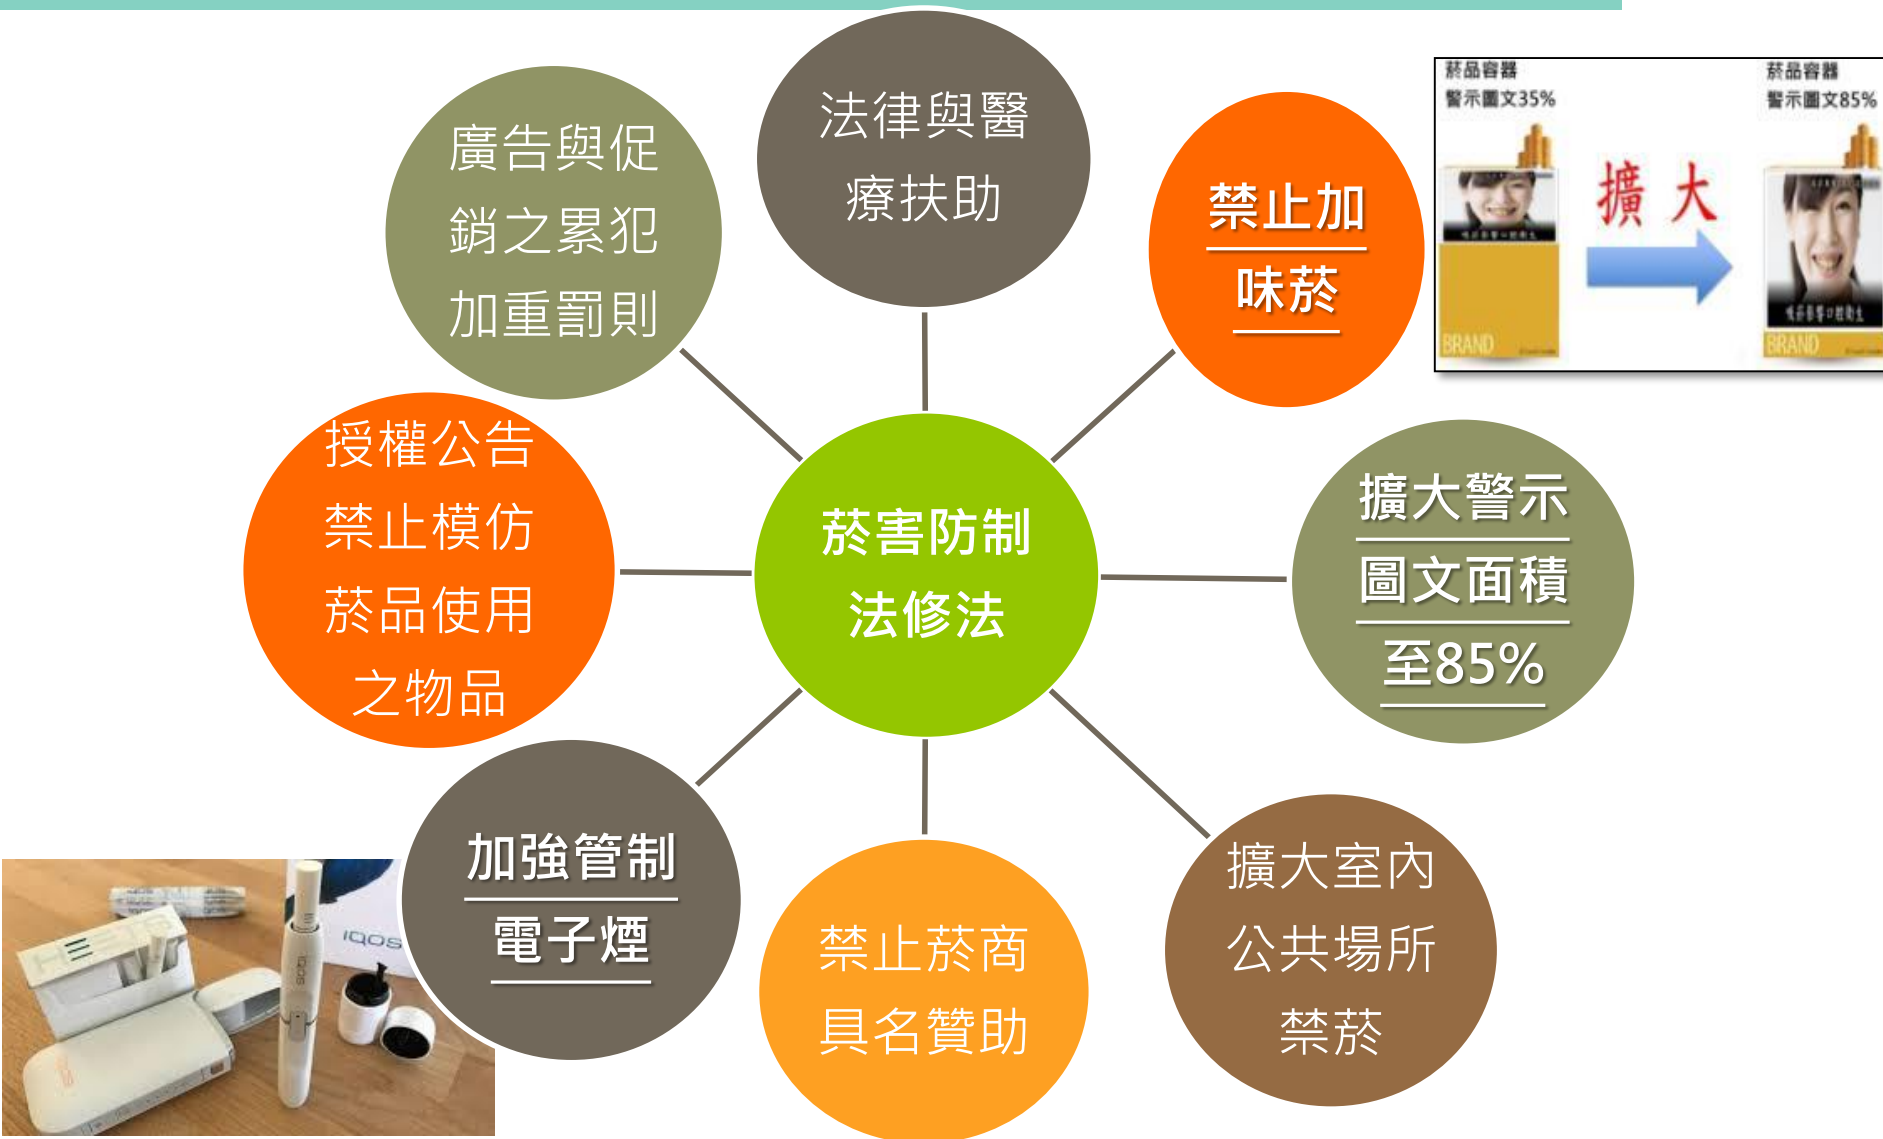 法律與醫
療扶助
廣告與促
銷之累犯
加重罰則
禁止加
味菸
菸品容器
警示圖文35%
菸品容器
警示圖文85%
擴 大
BRAND
BRAND
授權公告
禁止模仿
菸品使用
之物品
菸害防制
法修法
擴大警示
圖文面積
至85%
加強管制
電子煙
禁止菸商
具名贊助
擴大室內
公共場所
禁菸
IQOS
IQOS